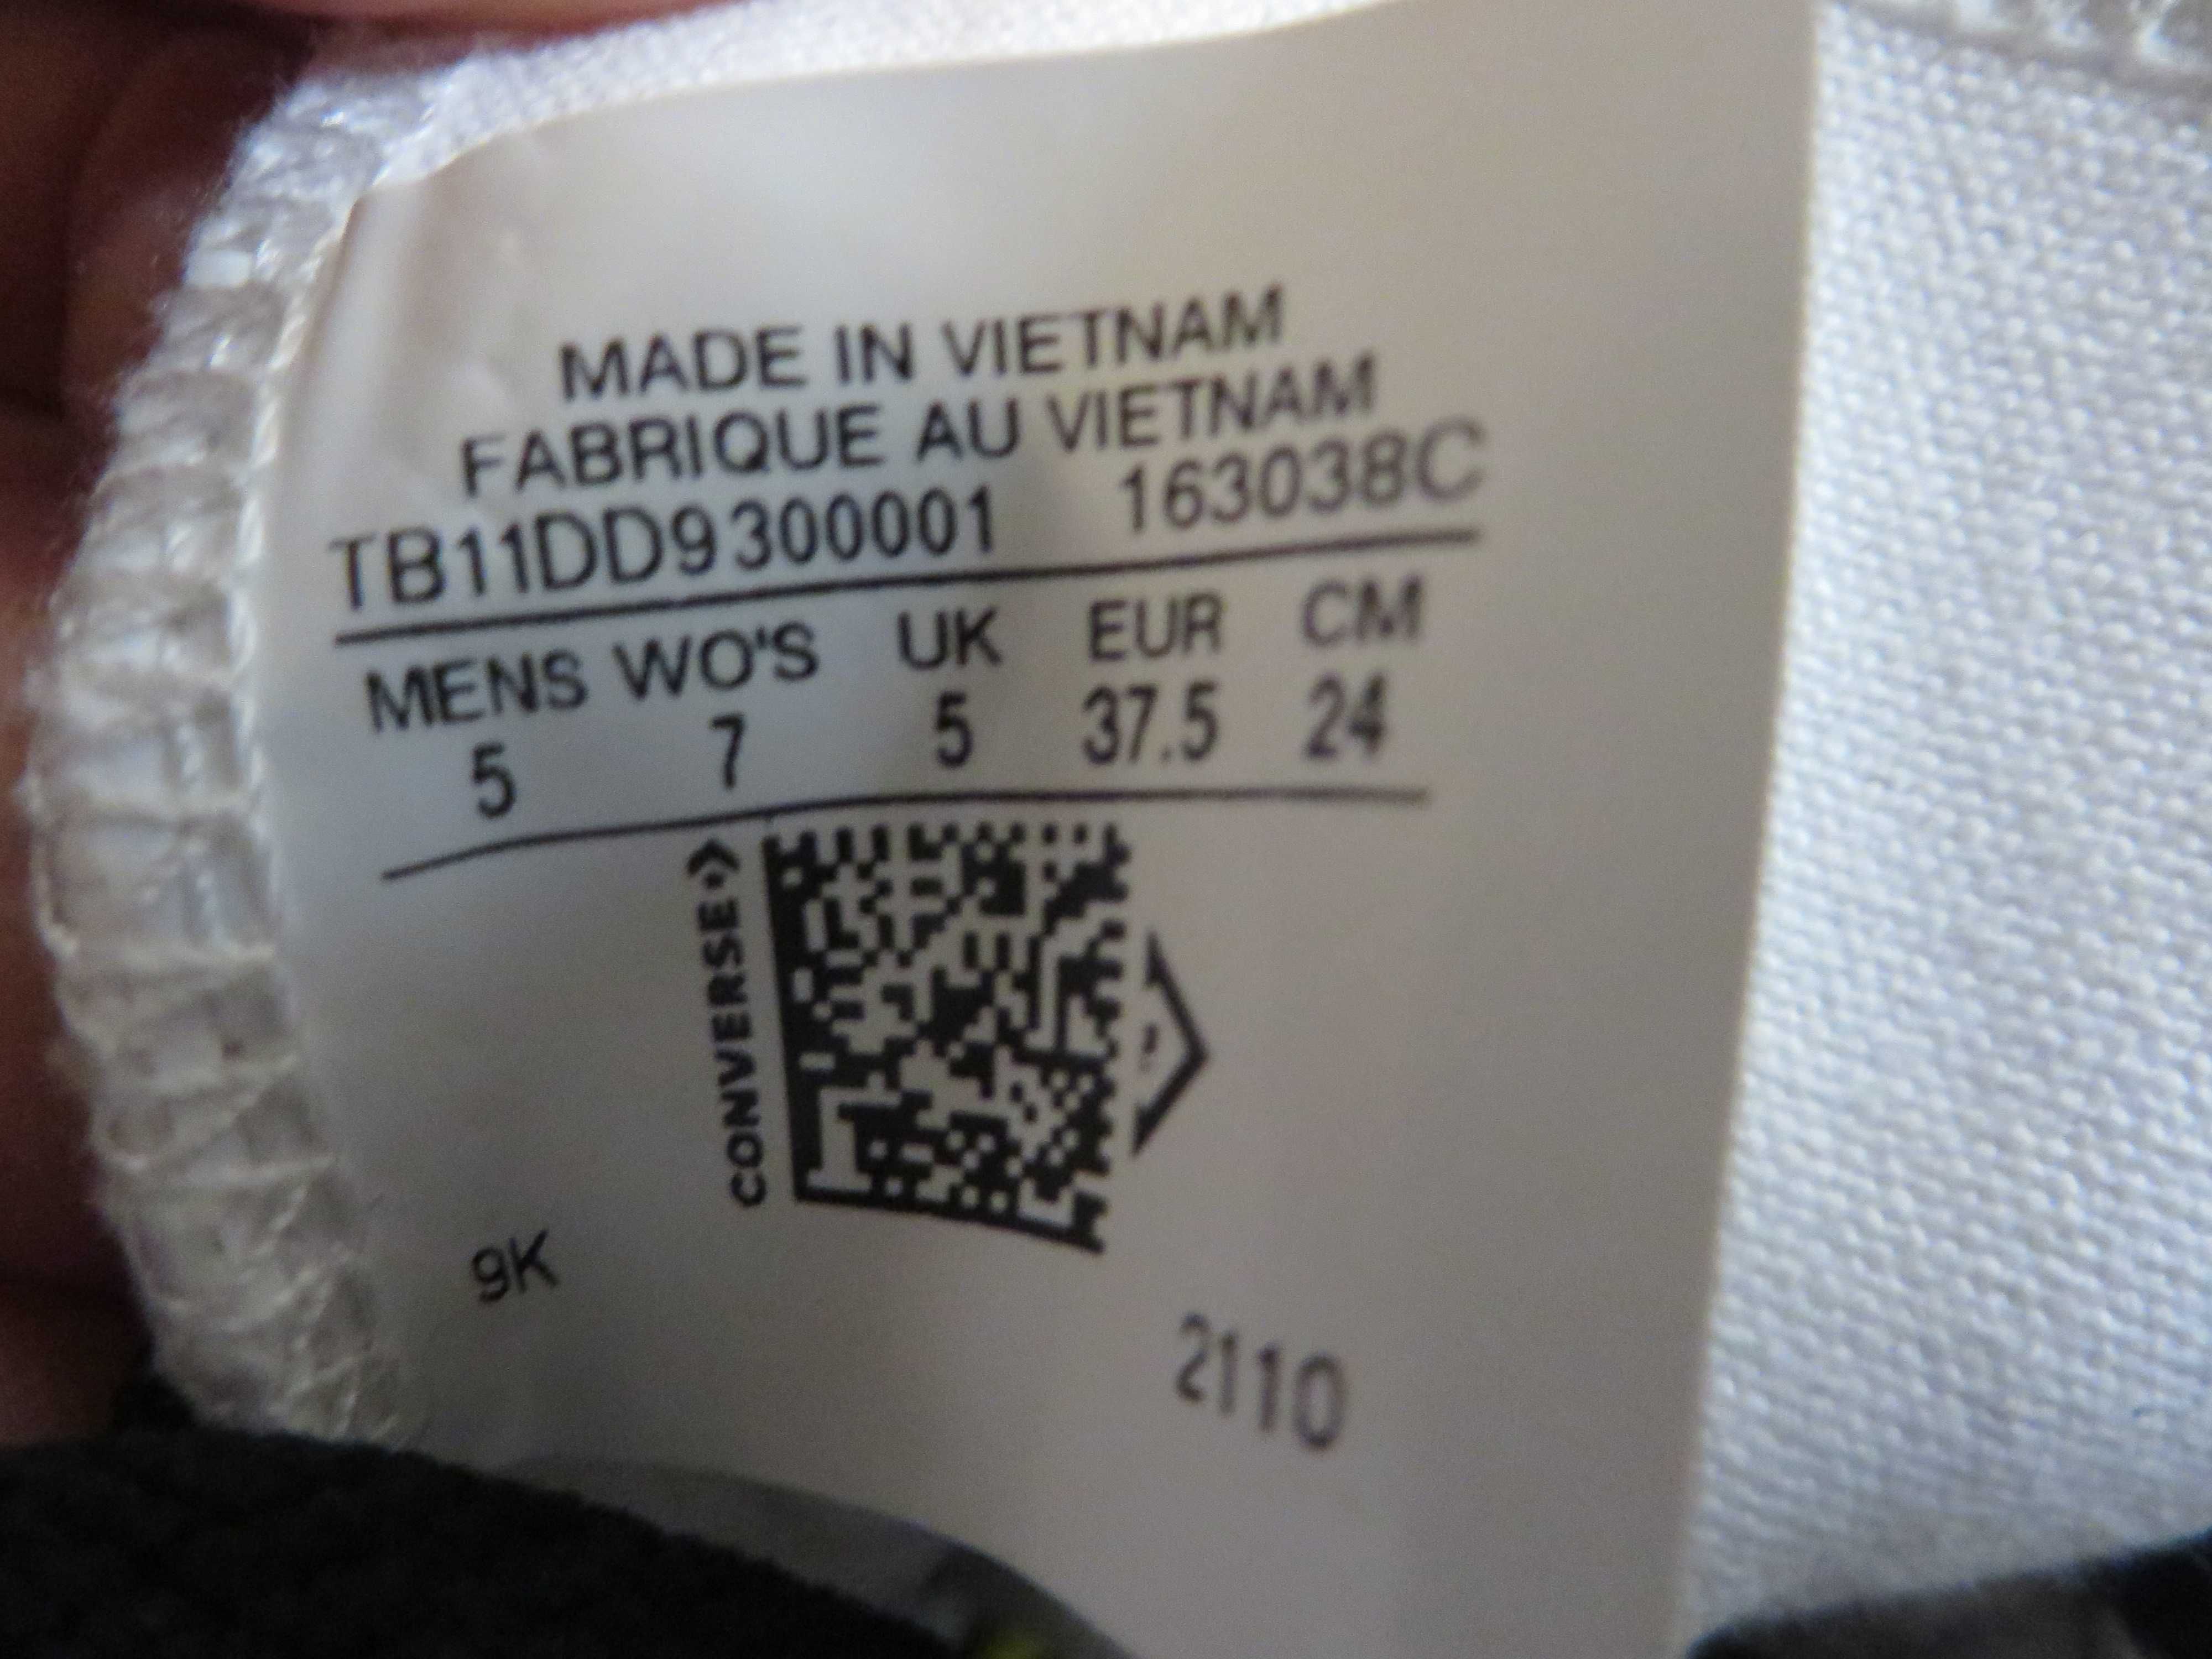 MADE IN VIETNAM
FABRIQUE AU VIETNAM
TB11DD9300001 163038C
MENS WO'S UK EUR CM
5 7 5 37.5 24
CONVERSE
9K
2110